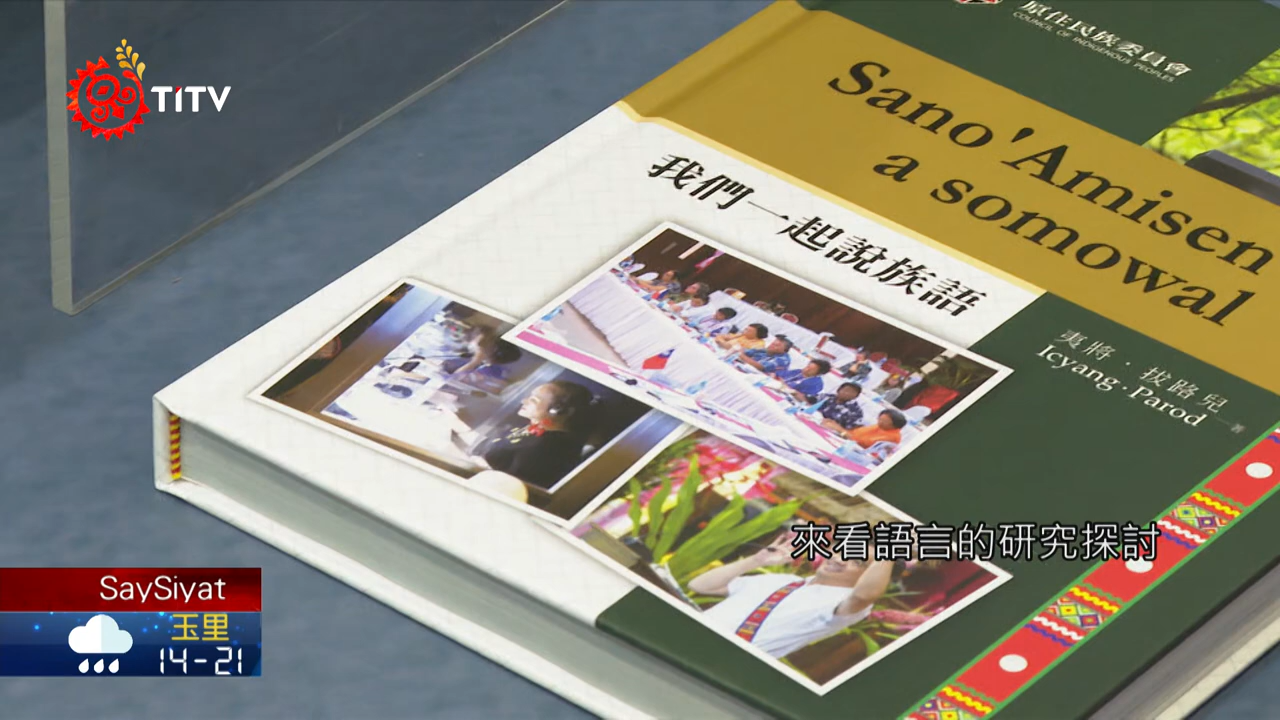 TiTV
原住民族委員會
COUNCIL OF INDIGENOUS PEOPLES
Sano 'Amisen
a somowal
我們一起說族語
夷將．拔路兒
Icyang．Parod 著
來看語言的研究探討
SaySiyat
玉里
14-21